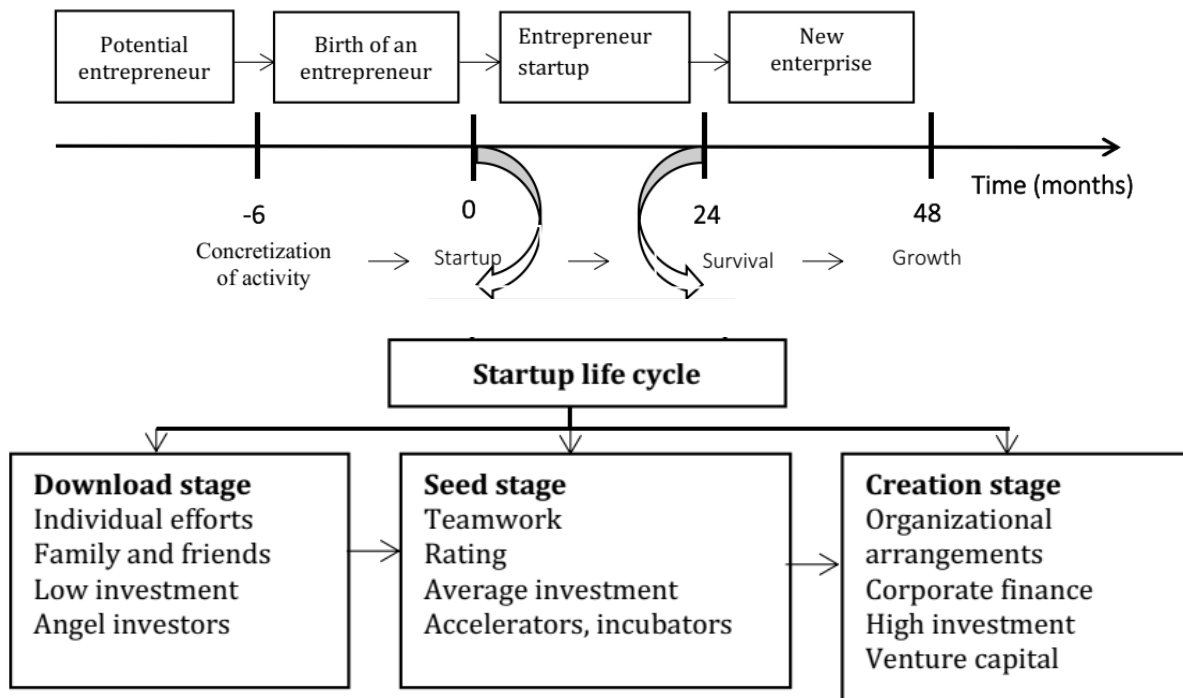 Potential
entrepreneur
Birth of an
entrepreneur
Entrepreneur
startup
New
enterprise
Time (months)
-6
0
24
48
Concretization
of activity
Startup
Survival
Growth
Startup life cycle
Download stage
Individual efforts
Family and friends
Low investment
Angel investors
Seed stage
Teamwork
Rating
Average investment
Accelerators, incubators
Creation stage
Organizational
arrangements
Corporate finance
High investment
Venture capital